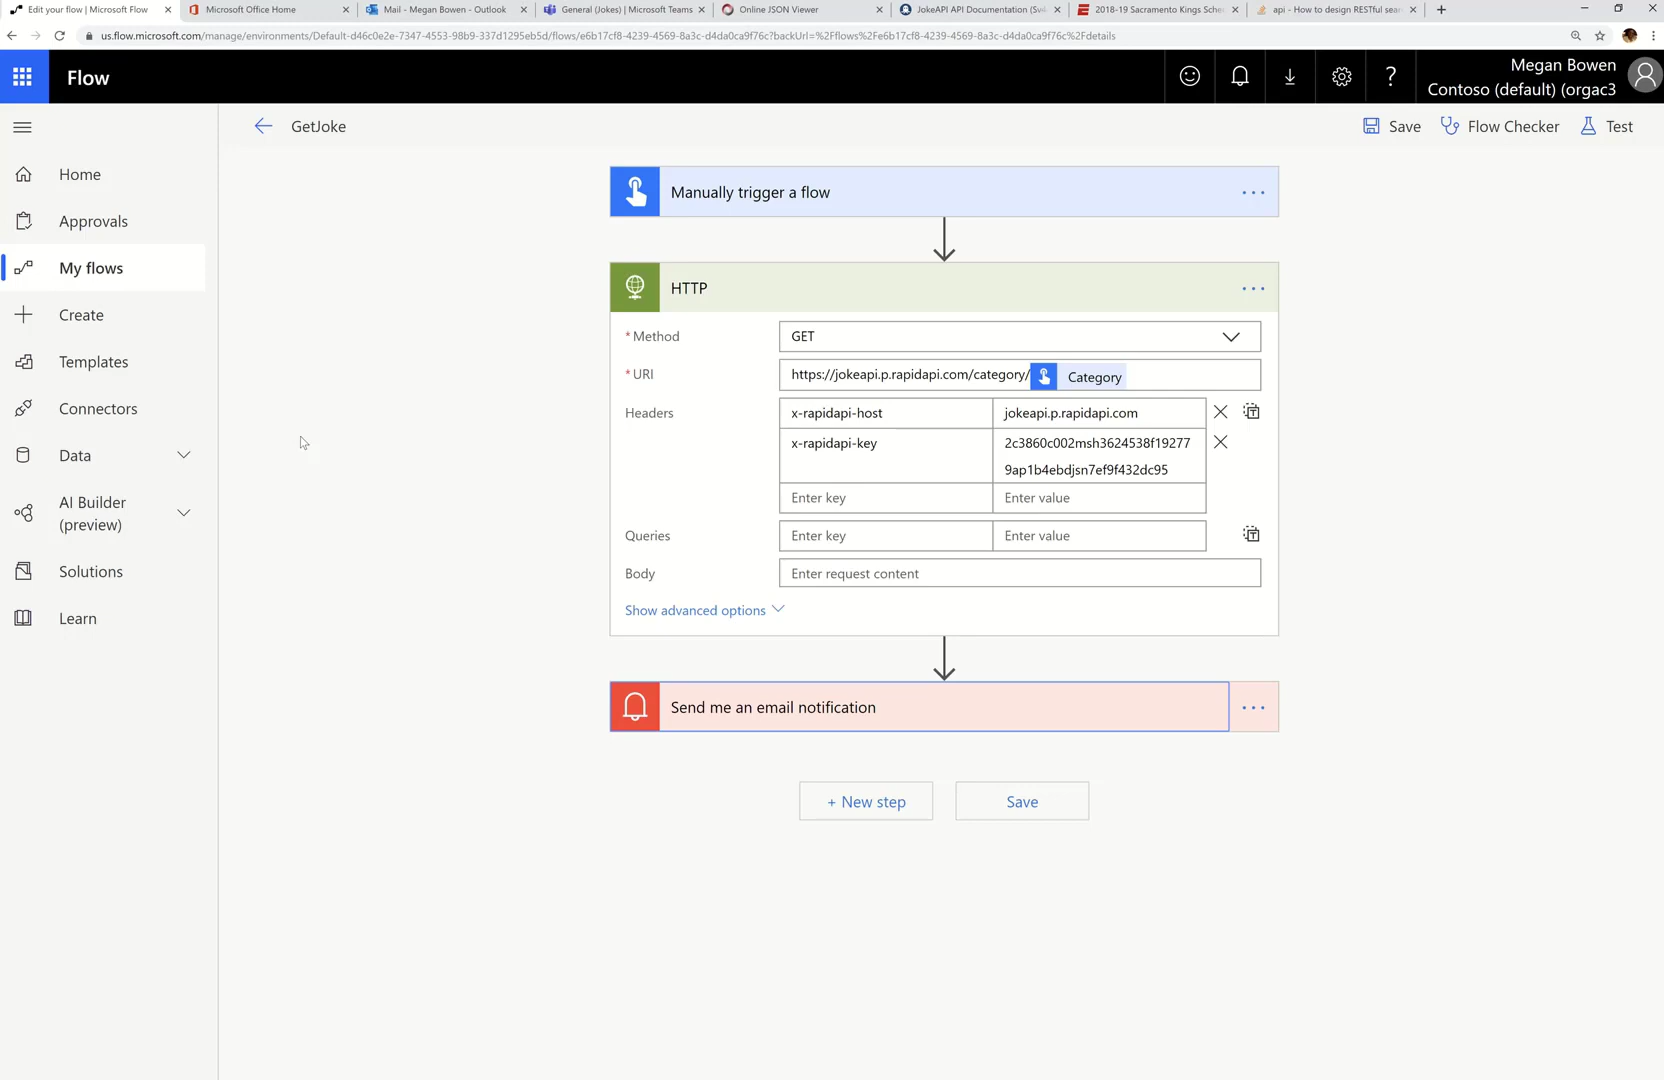 Edit your flow | Microsoft Flow
Microsoft Office Home
Mail - Megan Bowen - Outlook
General (Jokes) | Microsoft Teams
Online JSON Viewer
JokeAPI API Documentation (Sv4
2018-19 Sacramento Kings Sche
api - How to design RESTful sear
us.flow.microsoft.com/manage/environments/Default-d46c0e2e-7347-4553-98b9-337d1295eb5d/flows/e6b17cf8-4239-4569-8a3c-d4da0ca9f76c?backUrl=%2Fflows%2Fe6b17cf8-4239-4569-8a3c-d4da0ca9f76c%2Fdetails
Flow
?
Megan Bowen
Contoso (default) (orgac3
GetJoke
Save
Flow Checker
Test
Home
Approvals
My flows
Create
Templates
Connectors
Data
AI Builder
(preview)
Solutions
Learn
Manually trigger a flow
HTTP
* Method
GET
* URI
https://jokeapi.p.rapidapi.com/category/ Category
Headers
x-rapidapi-host
jokeapi.p.rapidapi.com
x-rapidapi-key
2c3860c002msh3624538f19277
9ap1b4ebdjsn7ef9f432dc95
Enter key
Enter value
Queries
Enter key
Enter value
Body
Enter request content
Show advanced options
Send me an email notification
+ New step
Save